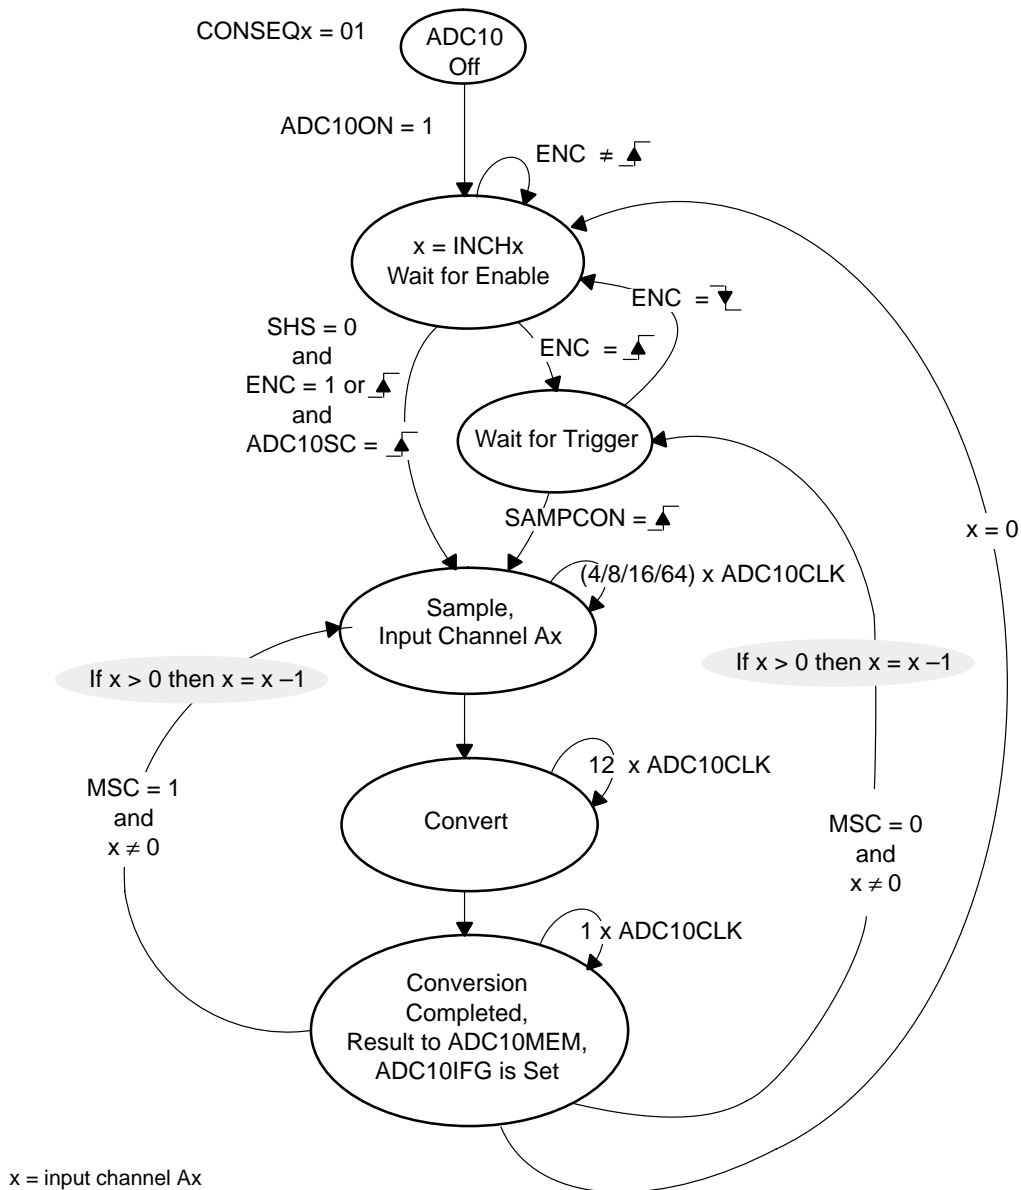 CONSEQx = 01
ADC10
Off
ADC10ON = 1
ENC ≠
x = INCHx
Wait for Enable
ENC =
SHS = 0
and
ENC = 1 or
and
ADC10SC =
ENC =
Wait for Trigger
SAMPCON =
x = 0
(4/8/16/64) x ADC10CLK
Sample,
Input Channel Ax
If x > 0 then x = x –1
If x > 0 then x = x –1
12 x ADC10CLK
MSC = 1
and
x ≠ 0
Convert
MSC = 0
and
x ≠ 0
1 x ADC10CLK
Conversion
Completed,
Result to ADC10MEM,
ADC10IFG is Set
x = input channel Ax